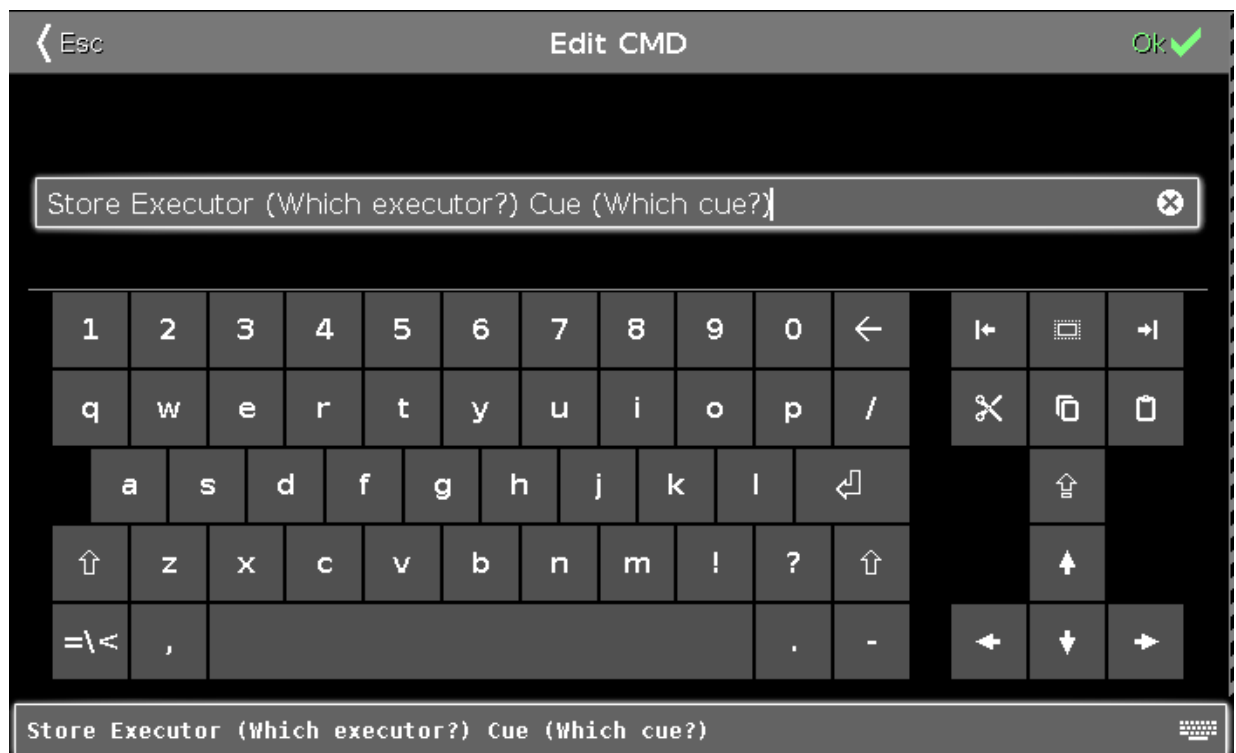 Esc Edit CMD Ok
Store Executor (Which executor?) Cue (Which cue?)
1 2 3 4 5 6 7 8 9 0
q w e r t y u i o p /
a s d f g h j k l
z x c v b n m ! ?
=\< , . -
Store Executor (Which executor?) Cue (Which cue?)